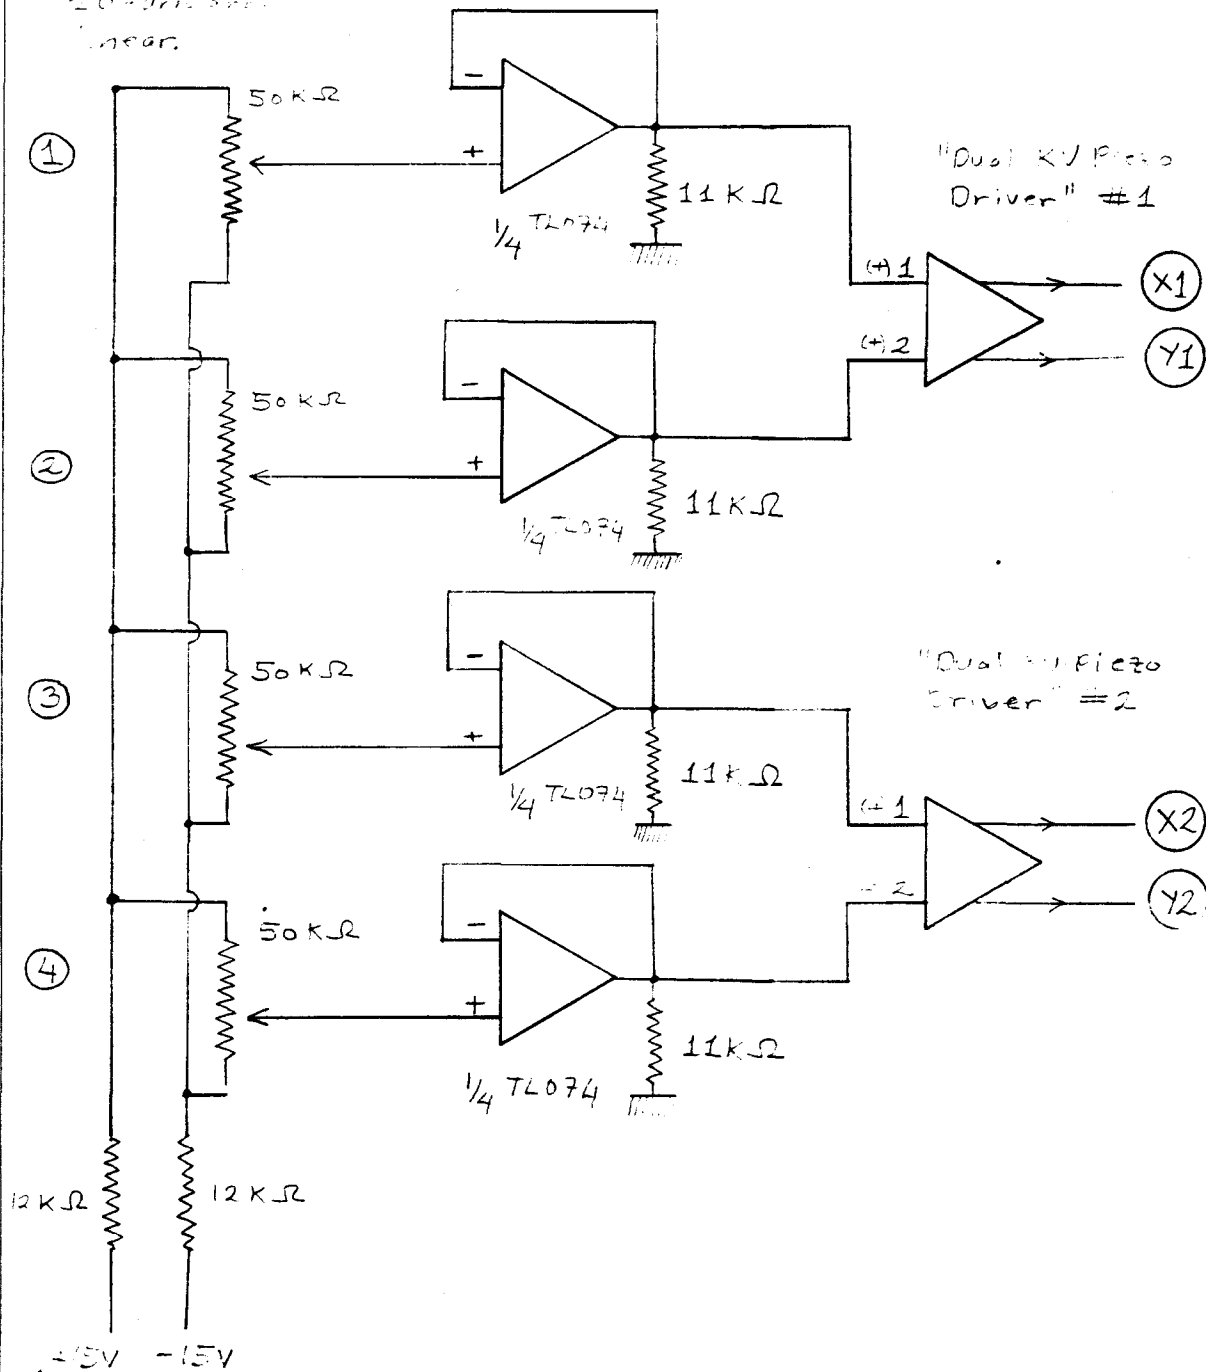 linear.
50KΩ
①
-
+
11KΩ
1/4 TL074
"Dual KV Piezo
Driver" #1
(+)1
X1
(+)2
Y1
50KΩ
②
-
+
11KΩ
1/4 TL074
50KΩ
③
-
+
11KΩ
1/4 TL074
"Dual Piezo
Driver" #2
(+)1
X2
2
Y2
50KΩ
④
-
+
11KΩ
1/4 TL074
12KΩ
12KΩ
+15V -15V